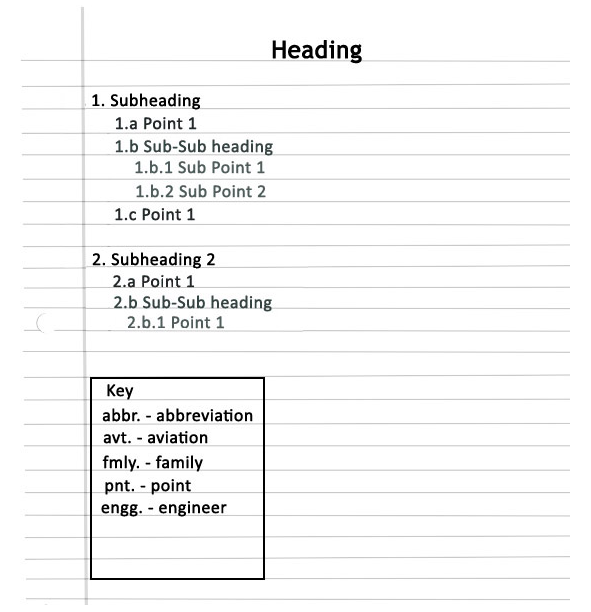 Heading
1. Subheading
1.a Point 1
1.b Sub-Sub heading
1.b.1 Sub Point 1
1.b.2 Sub Point 2
1.c Point 1
2. Subheading 2
2.a Point 1
2.b Sub-Sub heading
2.b.1 Point 1
Key
abbr. - abbreviation
avt. - aviation
fmly. - family
pnt. - point
engg. - engineer